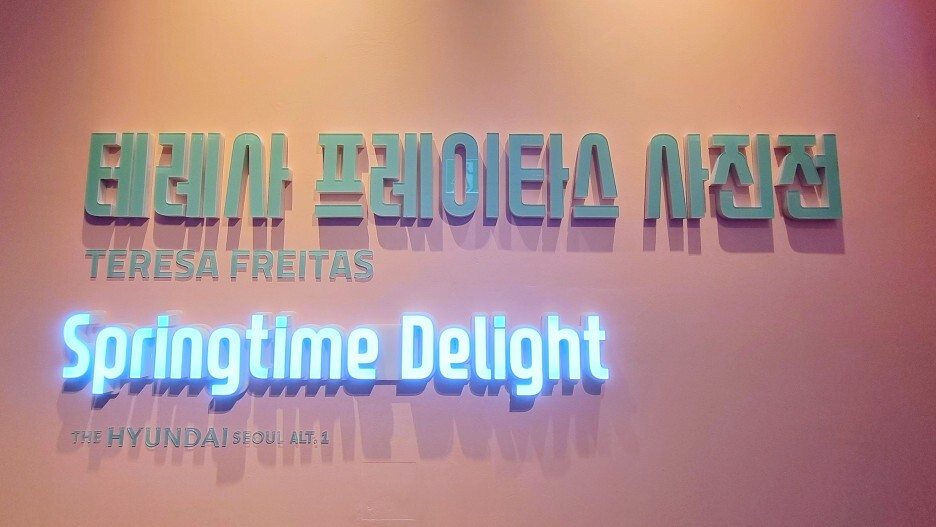 테레사 프레이타스 사진전
TERESA FREITAS
Springtime Delight
THE HYUNDAI SEOUL ALT. 1